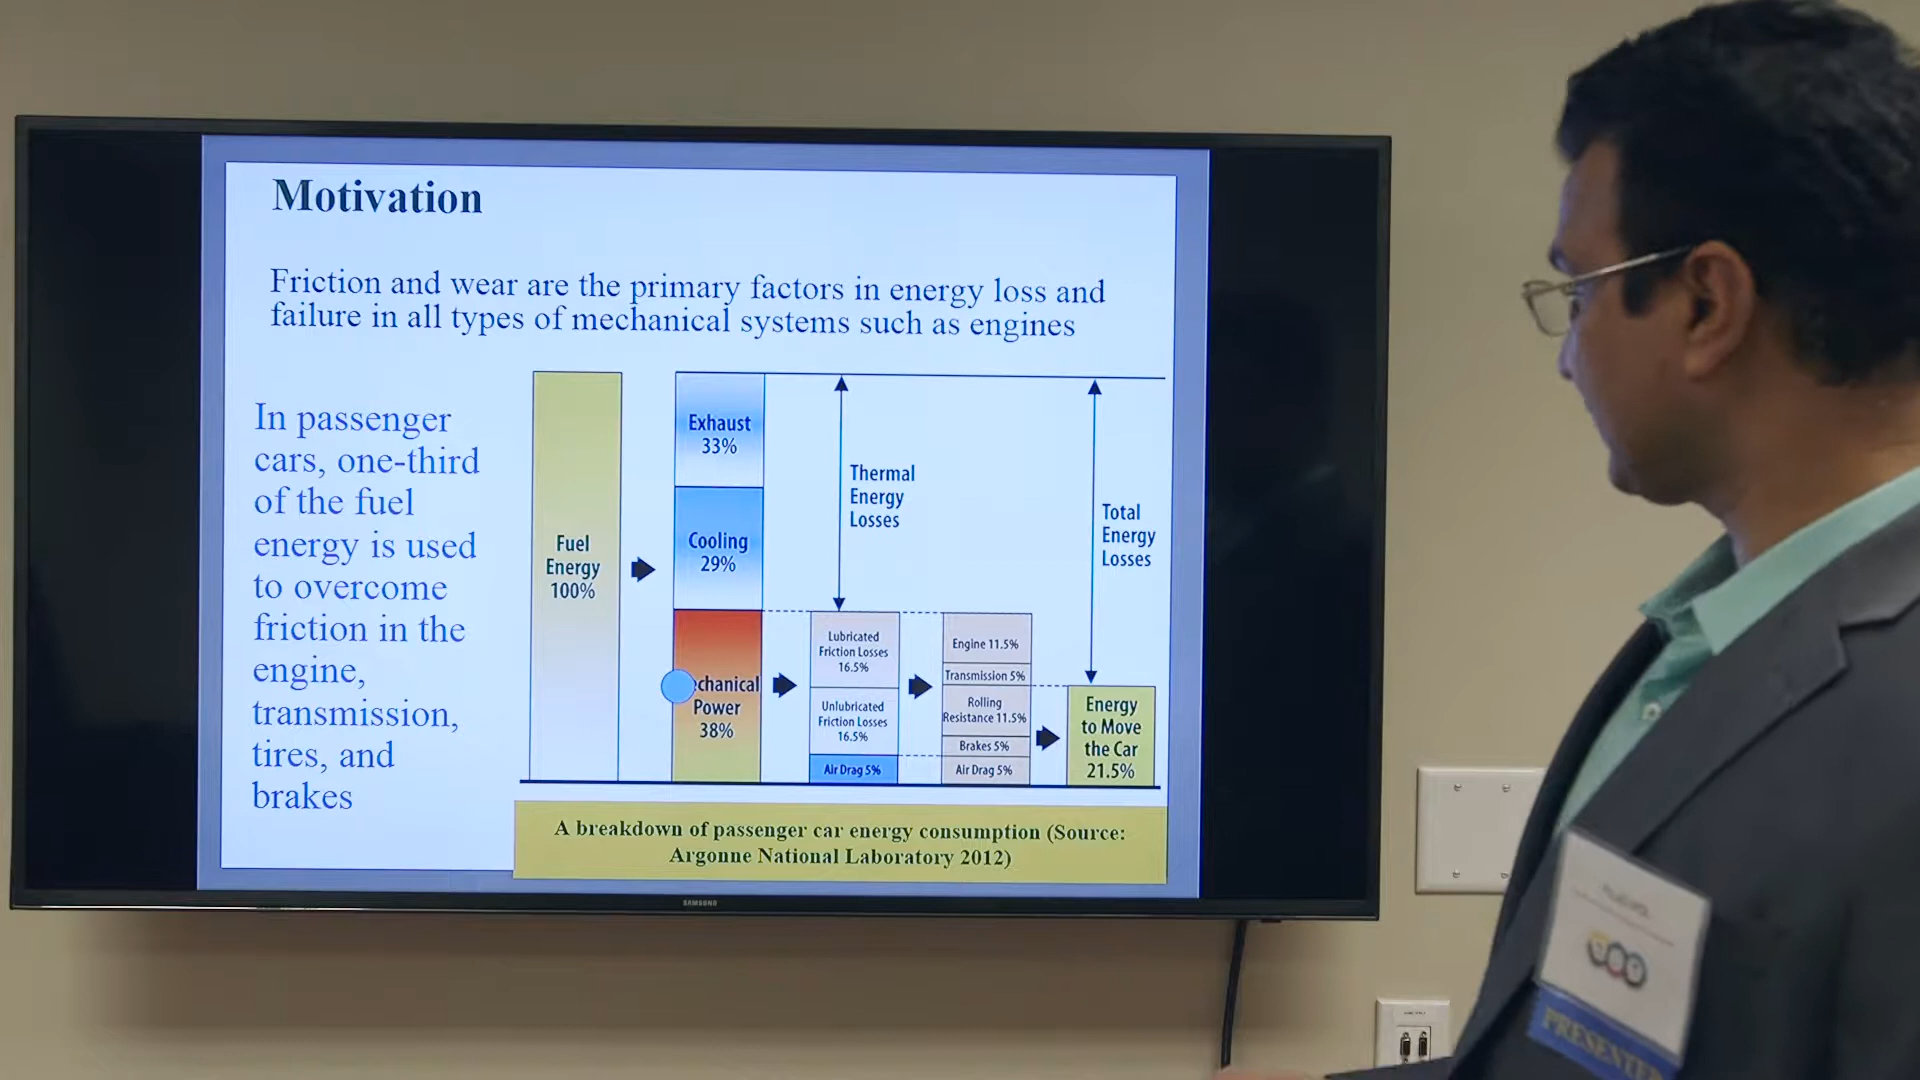 Motivation
Friction and wear are the primary factors in energy loss and
failure in all types of mechanical systems such as engines
In passenger
cars, one-third
of the fuel
energy is used
to overcome
friction in the
engine,
transmission,
tires, and
brakes
Fuel
Energy
100%
Exhaust
33%
Cooling
29%
chanical
Power
38%
Thermal
Energy
Losses
Lubricated
Friction Losses
16.5%
Unlubricated
Friction Losses
16.5%
Air Drag 5%
Engine 11.5%
Transmission 5%
Rolling
Resistance 11.5%
Brakes 5%
Air Drag 5%
Total
Energy
Losses
Energy
to Move
the Car
21.5%
A breakdown of passenger car energy consumption (Source:
Argonne National Laboratory 2012)
SAMSUNG
PRESENTER